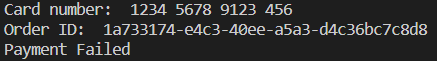 Card number:  1234 5678 9123 456
Order ID:  1a733174-e4c3-40ee-a5a3-d4c36bc7c8d8
Payment Failed